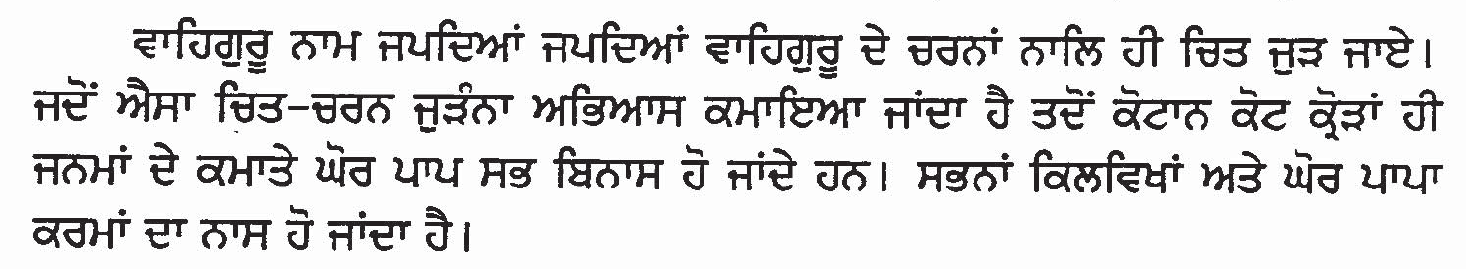 ਵਾਹਿਗੁਰੂ ਨਾਮ ਜਪਦਿਆਂ ਜਪਦਿਆਂ ਵਾਹਿਗੁਰੂ ਦੇ ਚਰਨਾਂ ਨਾਲਿ ਹੀ ਚਿਤ ਜੁੜ ਜਾਏ।
ਜਦੋਂ ਐਸਾ ਚਿਤ-ਚਰਨ ਜੁੜੰਨਾ ਅਭਿਆਸ ਕਮਾਇਆ ਜਾਂਦਾ ਹੈ ਤਦੋਂ ਕੋਟਾਨ ਕੋਟ ਕ੍ਰੋੜਾਂ ਹੀ
ਜਨਮਾਂ ਦੇ ਕਮਾਤੇ ਘੋਰ ਪਾਪ ਸਭ ਬਿਨਾਸ ਹੋ ਜਾਂਦੇ ਹਨ। ਸਭਨਾਂ ਕਿਲਵਿਖਾਂ ਅਤੇ ਘੋਰ ਪਾਪਾ
ਕਰਮਾਂ ਦਾ ਨਾਸ ਹੋ ਜਾਂਦਾ ਹੈ।